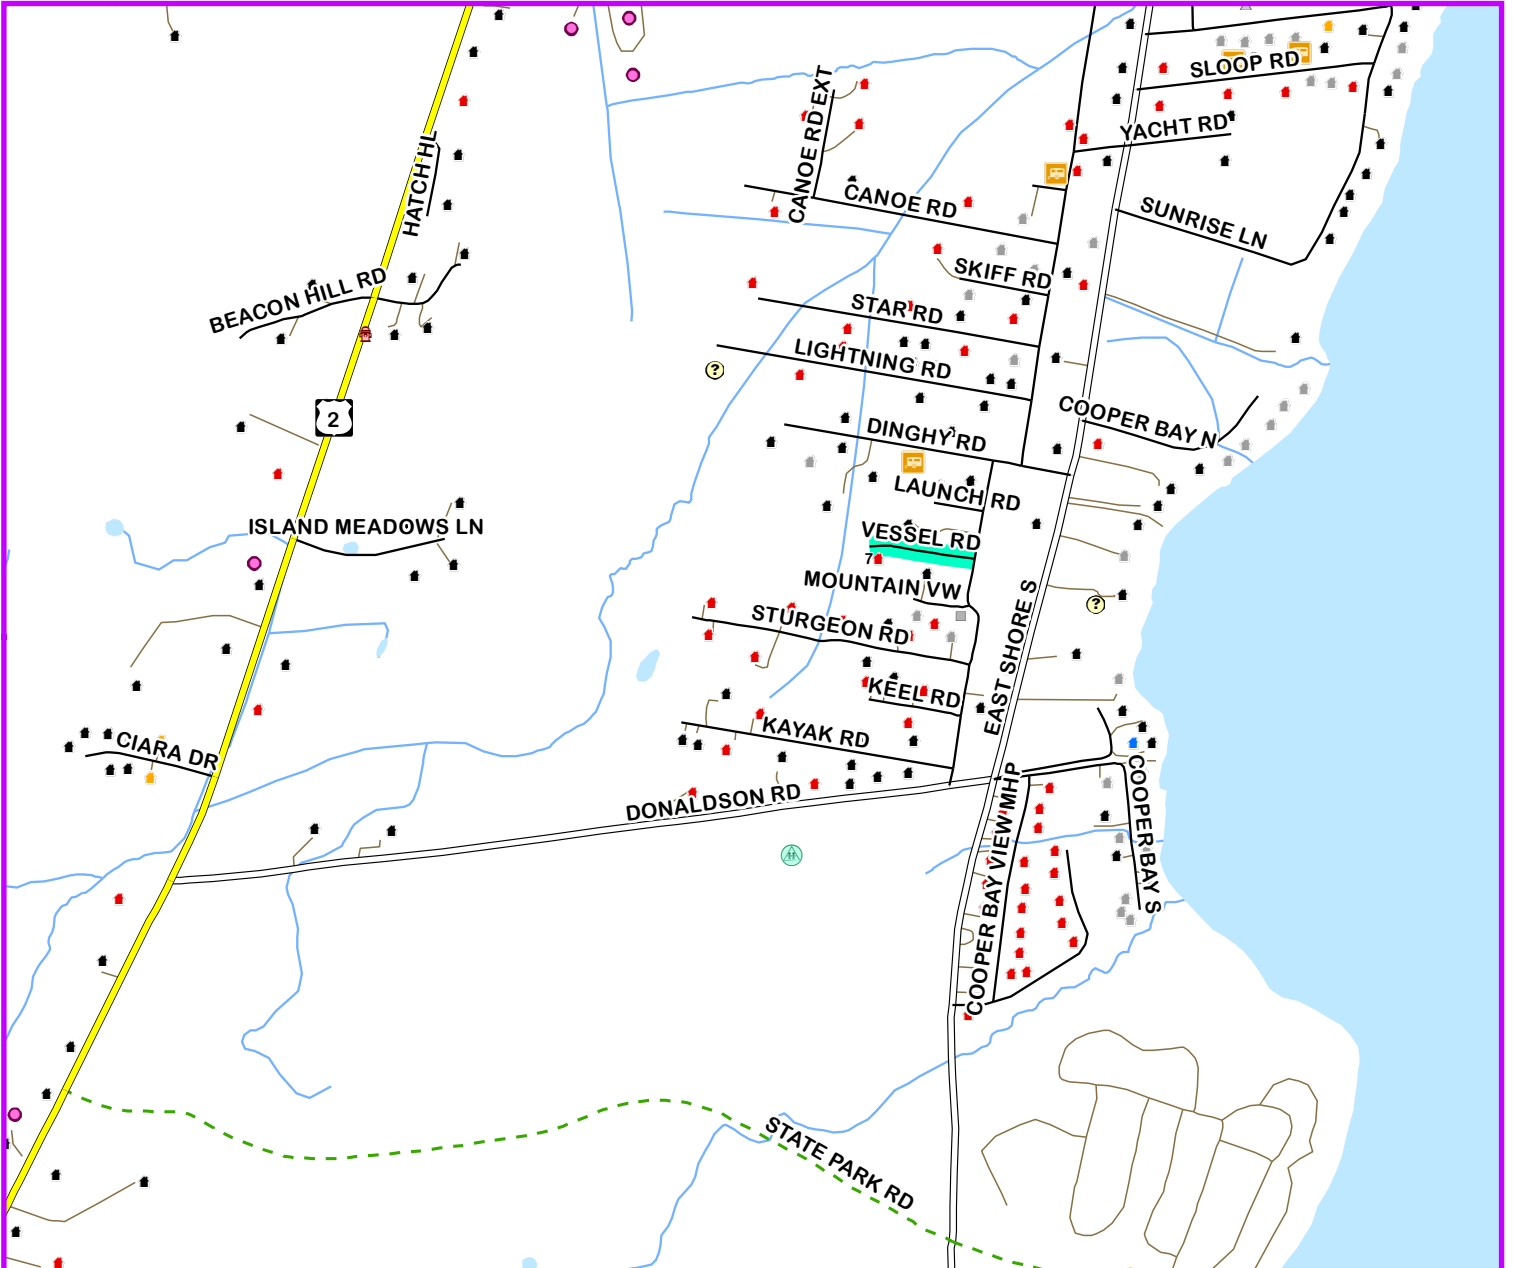 SLOOP RD
YACHT RD
CANOE RD EXT
HATCH HL
CANOE RD
SUNRISE LN
SKIFF RD
BEACON HILL RD
STAR RD
LIGHTNING RD
?
2
COOPER BAY N
DINGHY RD
LAUNCH RD
ISLAND MEADOWS LN
VESSEL RD
7
MOUNTAIN VW
?
STURGEON RD
EAST SHORE S
KEEL RD
KAYAK RD
CIARA DR
DONALDSON RD
COOPER BAY VIEW MHP
COOPER BAY S
STATE PARK RD